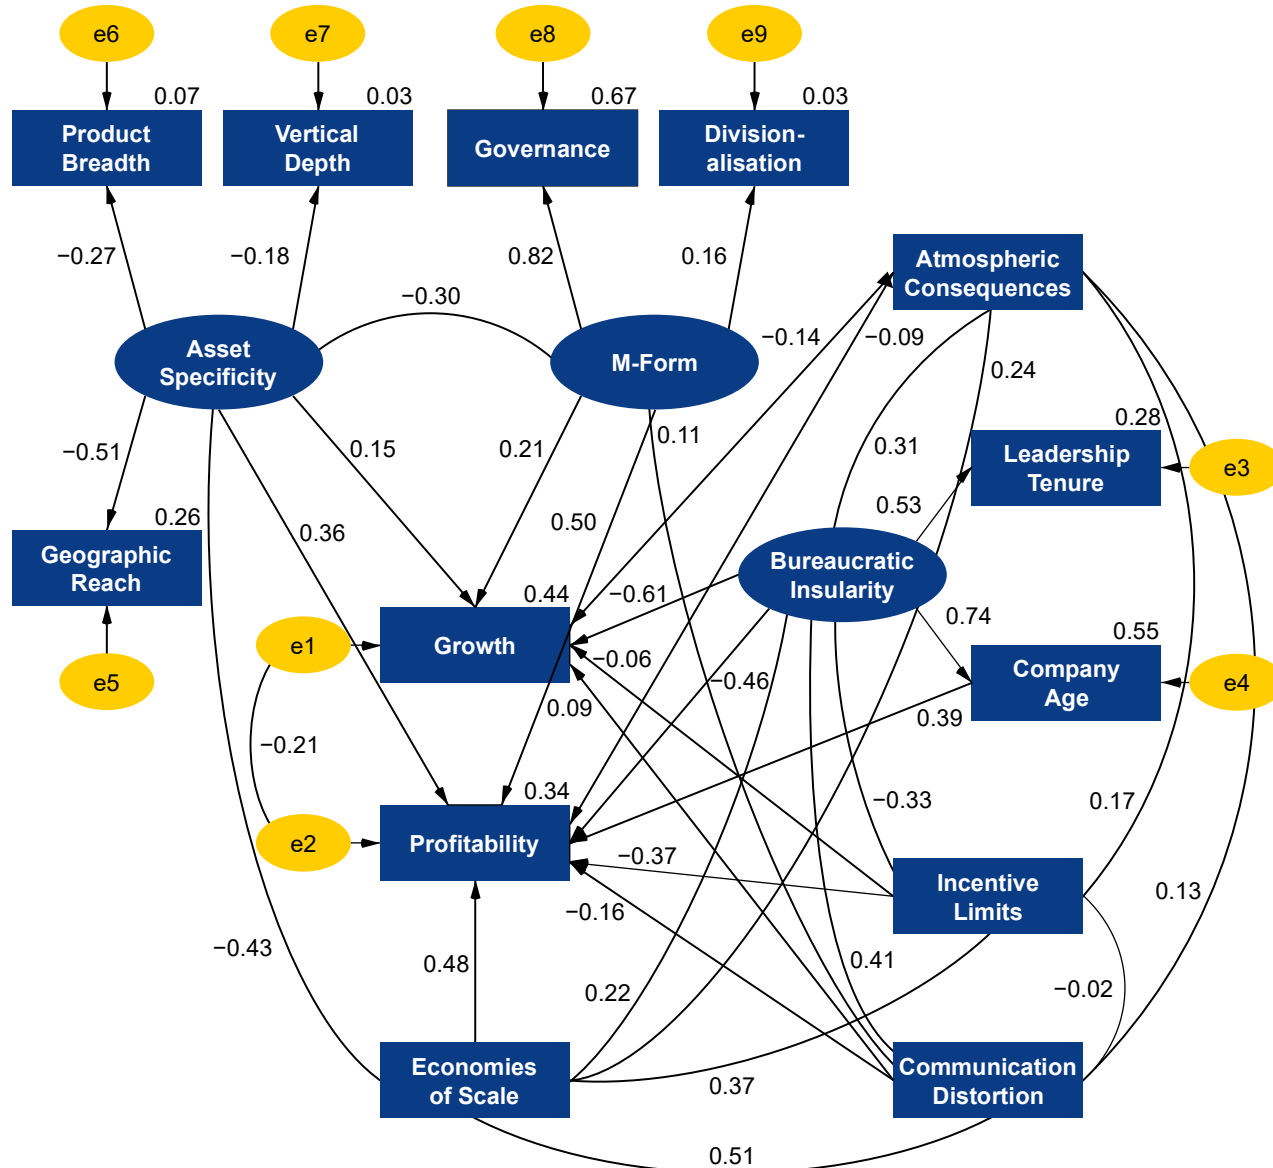 e6
e7
e8
e9
0.07
0.03
0.67
0.03
Product
Breadth
Vertical
Depth
Governance
Division-
alisation
−0.27
−0.18
0.82
0.16
Atmospheric
Consequences
−0.30
−0.14
−0.09
Asset
Specificity
M-Form
0.24
−0.51
0.15
0.21
0.11
0.31
0.28
Leadership
Tenure
e3
0.26
0.36
0.50
0.53
Geographic
Reach
0.44
−0.61
Bureaucratic
Insularity
0.74
0.55
e1
Growth
−0.06
e5
−0.46
Company
Age
e4
0.09
0.39
−0.21
0.34
−0.33
0.17
e2
Profitability
−0.37
Incentive
Limits
0.13
−0.16
−0.43
0.48
0.22
0.41
−0.02
Economies
of Scale
0.37
Communication
Distortion
0.51